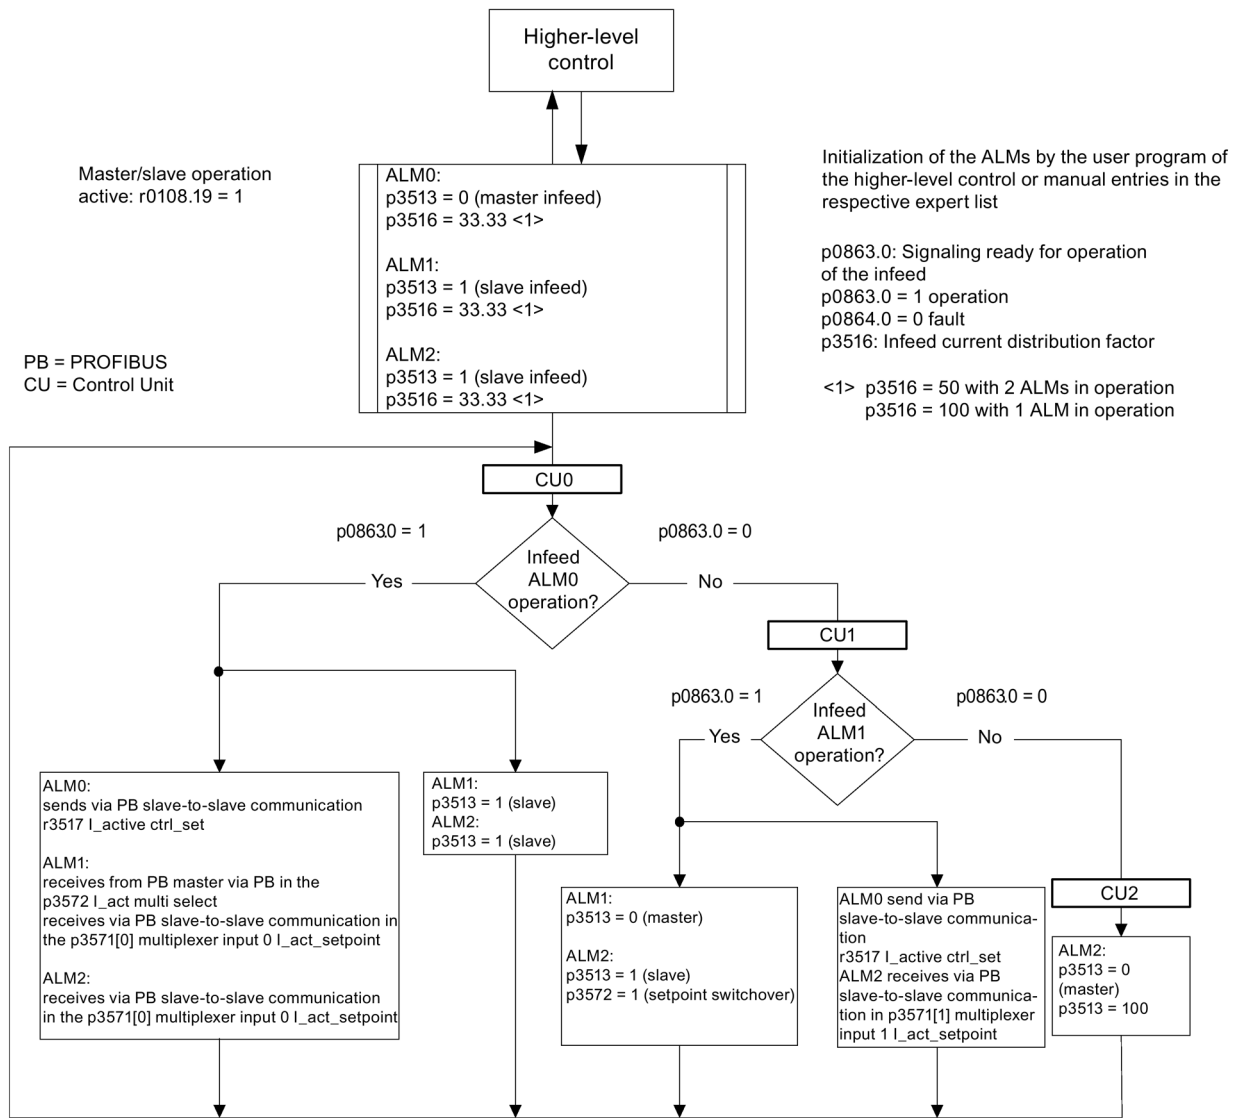 Higher-level
control
Master/slave operation
active: r0108.19 = 1
ALM0:
p3513 = 0 (master infeed)
p3516 = 33.33 <1>
ALM1:
p3513 = 1 (slave infeed)
p3516 = 33.33 <1>
ALM2:
p3513 = 1 (slave infeed)
p3516 = 33.33 <1>
Initialization of the ALMs by the user program of
the higher-level control or manual entries in the
respective expert list
p0863.0: Signaling ready for operation
of the infeed
p0863.0 = 1 operation
p0864.0 = 0 fault
p3516: Infeed current distribution factor
<1> p3516 = 50 with 2 ALMs in operation
p3516 = 100 with 1 ALM in operation
PB = PROFIBUS
CU = Control Unit
CU0
p0863.0 = 1
p0863.0 = 0
Infeed
ALM0
operation?
Yes
No
CU1
p0863.0 = 1
p0863.0 = 0
Infeed
ALM1
operation?
Yes
No
ALM0:
sends via PB slave-to-slave communication
r3517 I_active ctrl_set
ALM1:
receives from PB master via PB in the
p3572 I_act multi select
receives via PB slave-to-slave communication in
the p3571[0] multiplexer input 0 I_act_setpoint
ALM2:
receives via PB slave-to-slave communication
in the p3571[0] multiplexer input 0 I_act_setpoint
ALM1:
p3513 = 1 (slave)
ALM2:
p3513 = 1 (slave)
ALM1:
p3513 = 0 (master)
ALM2:
p3513 = 1 (slave)
p3572 = 1 (setpoint switchover)
ALM0 send via PB
slave-to-slave communica-
tion
r3517 I_active ctrl_set
ALM2 receives via PB
slave-to-slave communica-
tion in p3571[1] multiplexer
input 1 I_act_setpoint
CU2
ALM2:
p3513 = 0
(master)
p3513 = 100